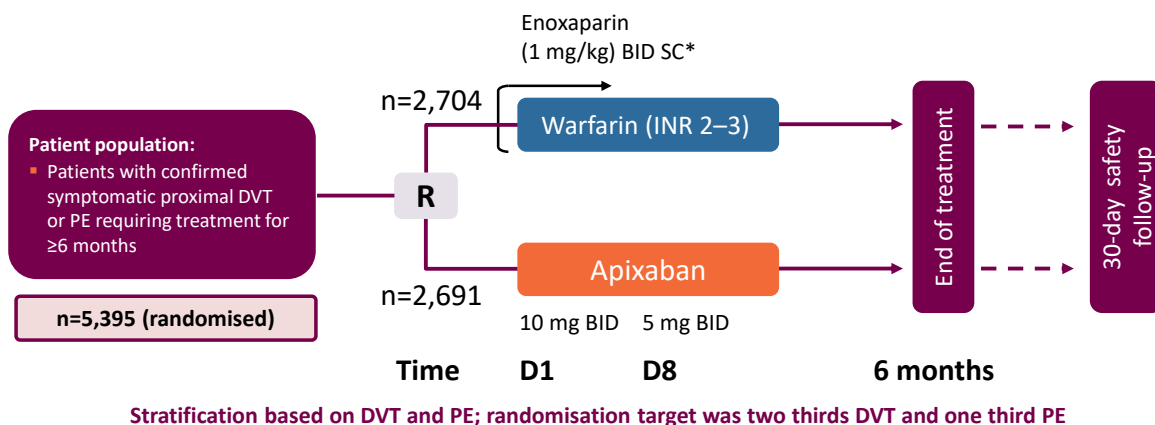 Enoxaparin
(1 mg/kg) BID SC*
n=2,704
Warfarin (INR 2–3)
Patient population:
▪ Patients with confirmed
symptomatic proximal DVT
or PE requiring treatment for
≥6 months
R
n=5,395 (randomised)
Apixaban
n=2,691
10 mg BID
5 mg BID
End of treatment
30-day safety
follow-up
Time
D1
D8
6 months
Stratification based on DVT and PE; randomisation target was two thirds DVT and one third PE